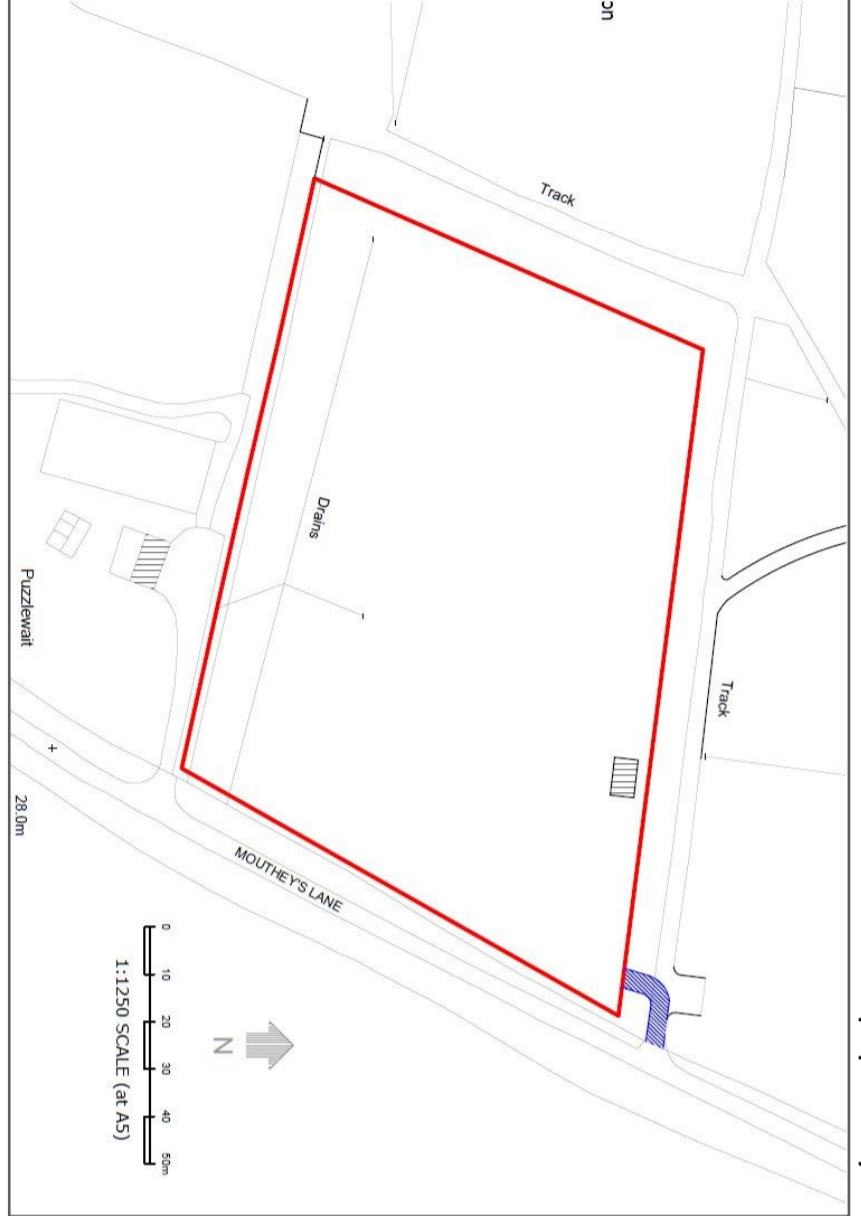 on
Track
Drains
Track
Puzzlewait
28.0m
MOUTHEY'S LANE
0 10 20 30 40 50m
1:1250 SCALE (at A5)
N